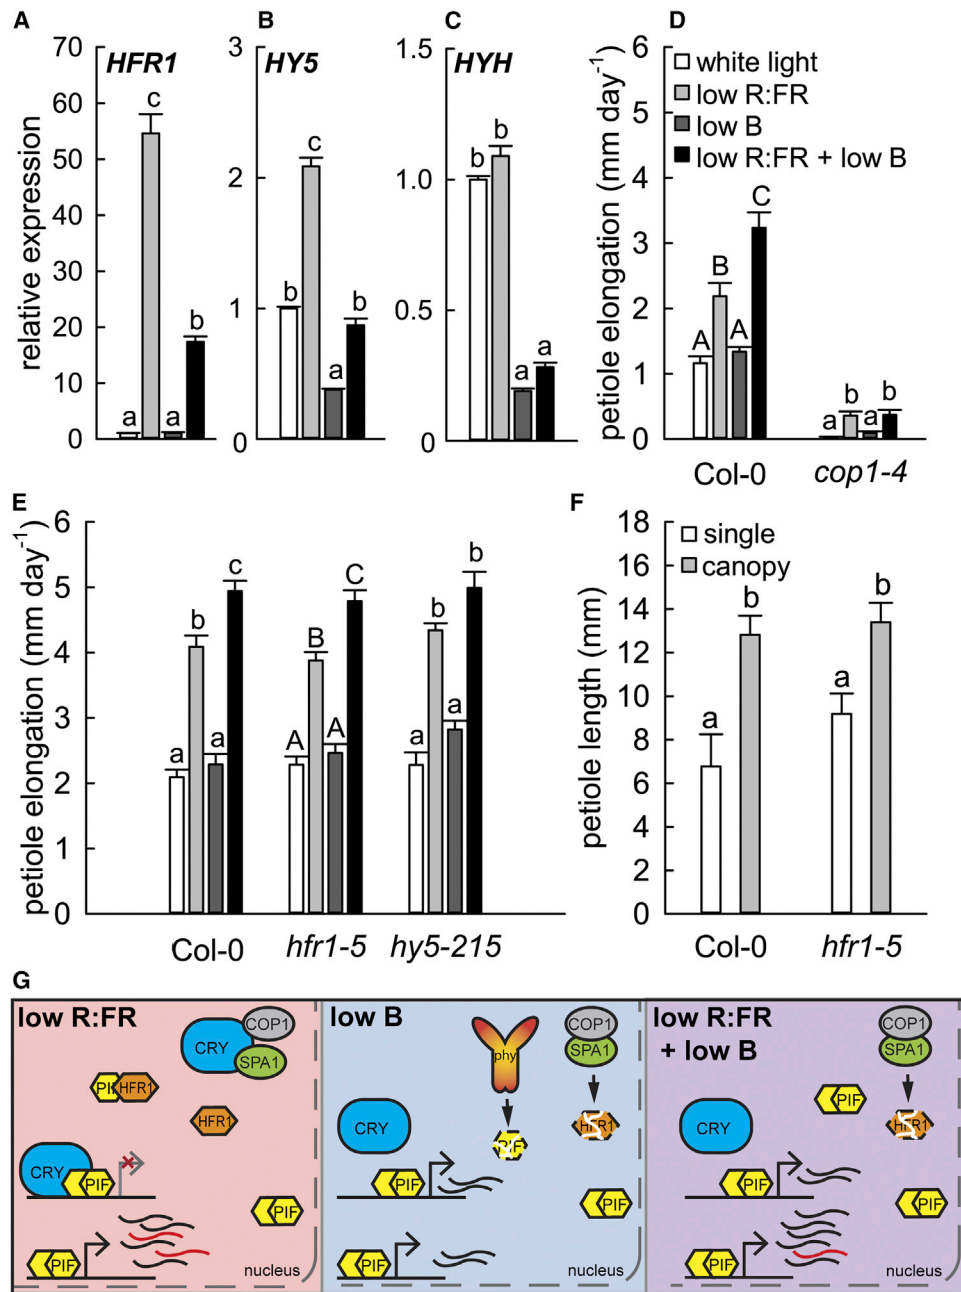 A
B
C
D
70
60
50
40
30
20
10
0
relative expression
HFR1
a
c
a
b
3
2
1
0
HY5
b
c
a
b
1.5
1.0
0.5
0
HYH
b
b
a
a
6
5
4
3
2
1
0
petiole elongation (mm day-1)
white light
low R:FR
low B
low R:FR + low B
A
B
A
C
a
b
a
b
Col-0
cop1-4
E
6
5
4
3
2
1
0
petiole elongation (mm day-1)
a
b
a
c
A
B
A
C
a
b
a
b
Col-0
hfr1-5
hy5-215
F
18
16
14
12
10
8
6
4
2
0
petiole length (mm)
single
canopy
a
b
a
b
Col-0
hfr1-5
G
low R:FR
COP1
CRY
SPA1
PI
HFR1
HFR1
CRY
PIF
PIF
PIF
nucleus
low B
phy
COP1
SPA1
CRY
PIF
HFR1
PIF
PIF
PIF
nucleus
low R:FR
+ low B
COP1
SPA1
CRY
PIF
HFR1
PIF
PIF
PIF
nucleus